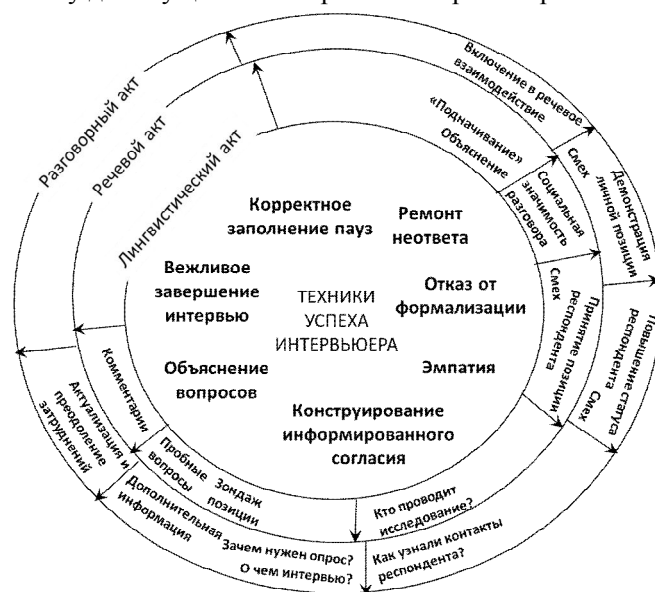 Разговорный акт
Речевой акт
Лингвистический акт
Включение в речевое
взаимодействие
«Подначивание»
Объяснение
Смех
Социальная
значимость
разговора
Демонстрация
личной позиции
Смех
Принятие позиции
респондента
Повышение статуса
респондента Смех
Корректное
заполнение пауз
Ремонт
неответа
Вежливое
завершение
интервью
ТЕХНИКИ
УСПЕХА
ИНТЕРВЬЮЕРА
Отказ от
формализации
Объяснение
вопросов
Эмпатия
Конструирование
информированного
согласия
Комментарии
Актуализация и
преодоление
затруднений
Пробные
вопросы
Зондаж
позиции
Дополнительная
информация
Зачем нужен опрос?
О чем интервью?
Кто проводит
исследование?
Как узнали контакты
респондента?